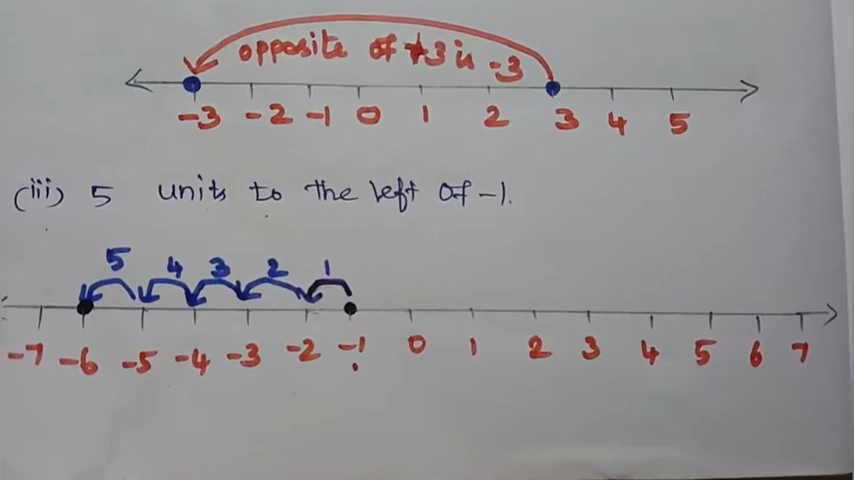 opposite of +3 is -3
-3 -2 -1 0 1 2 3 4 5
(iii) 5 units to the left of -1.
5 4 3 2 1
-7 -6 -5 -4 -3 -2 -1 0 1 2 3 4 5 6 7